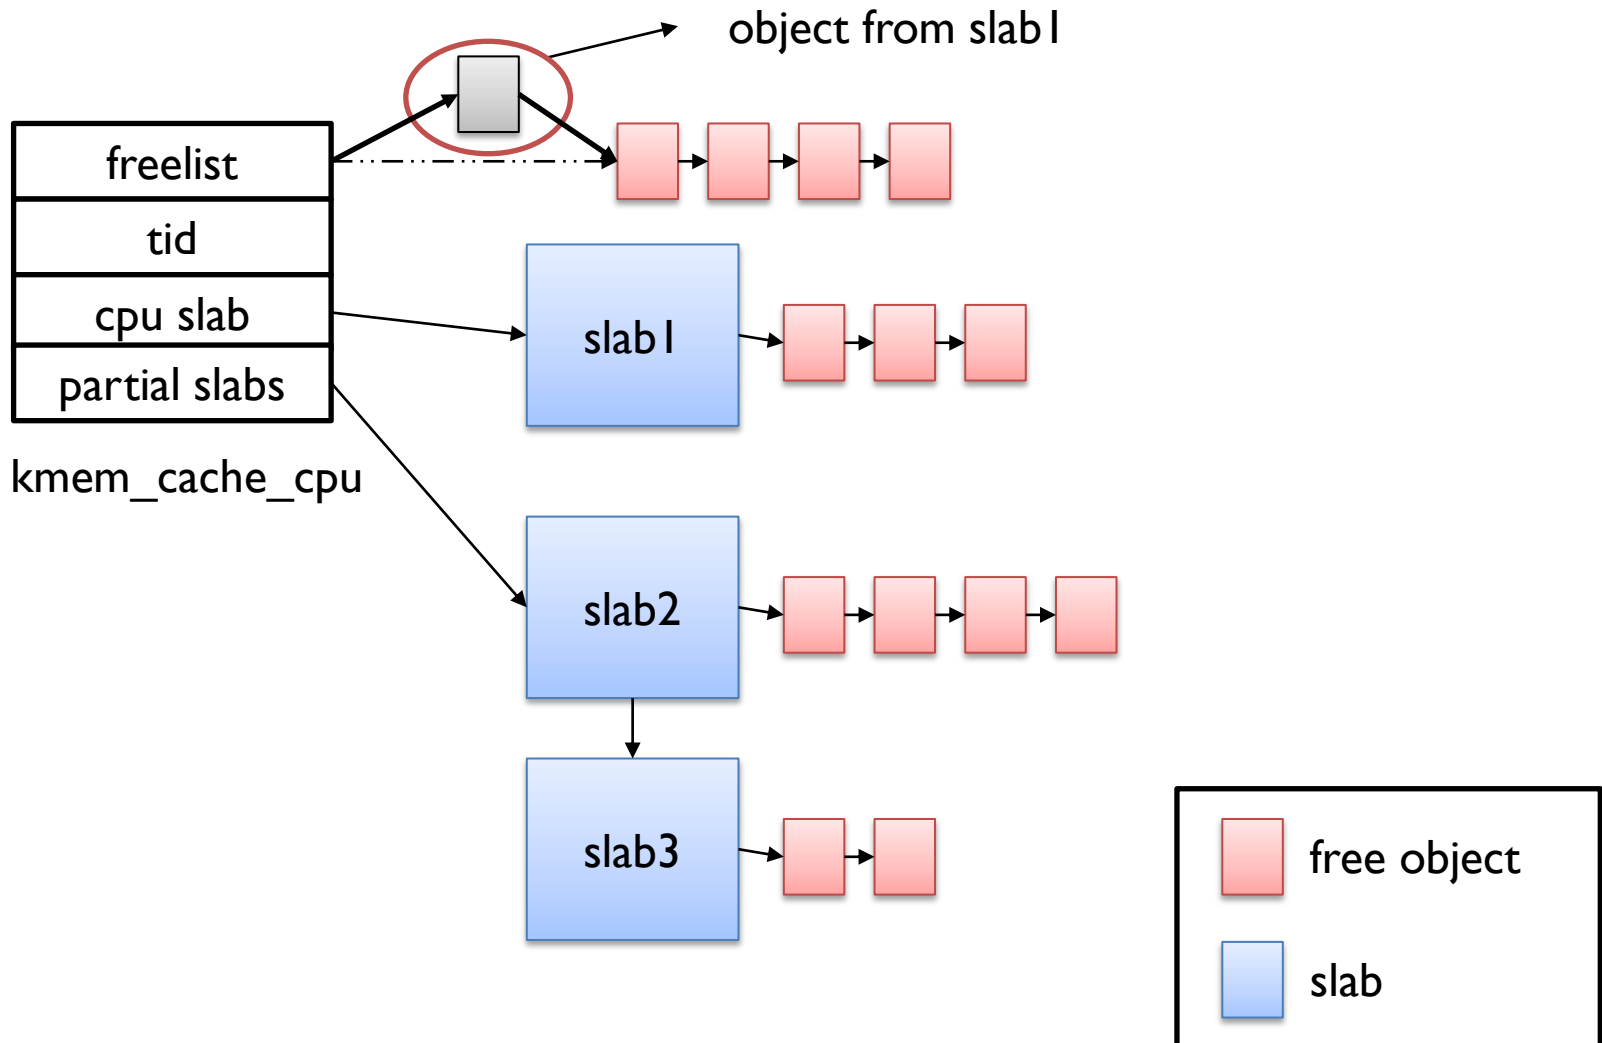 object from slab1
freelist
tid
cpu slab
partial slabs
kmem_cache_cpu
slab1
slab2
slab3
free object
slab